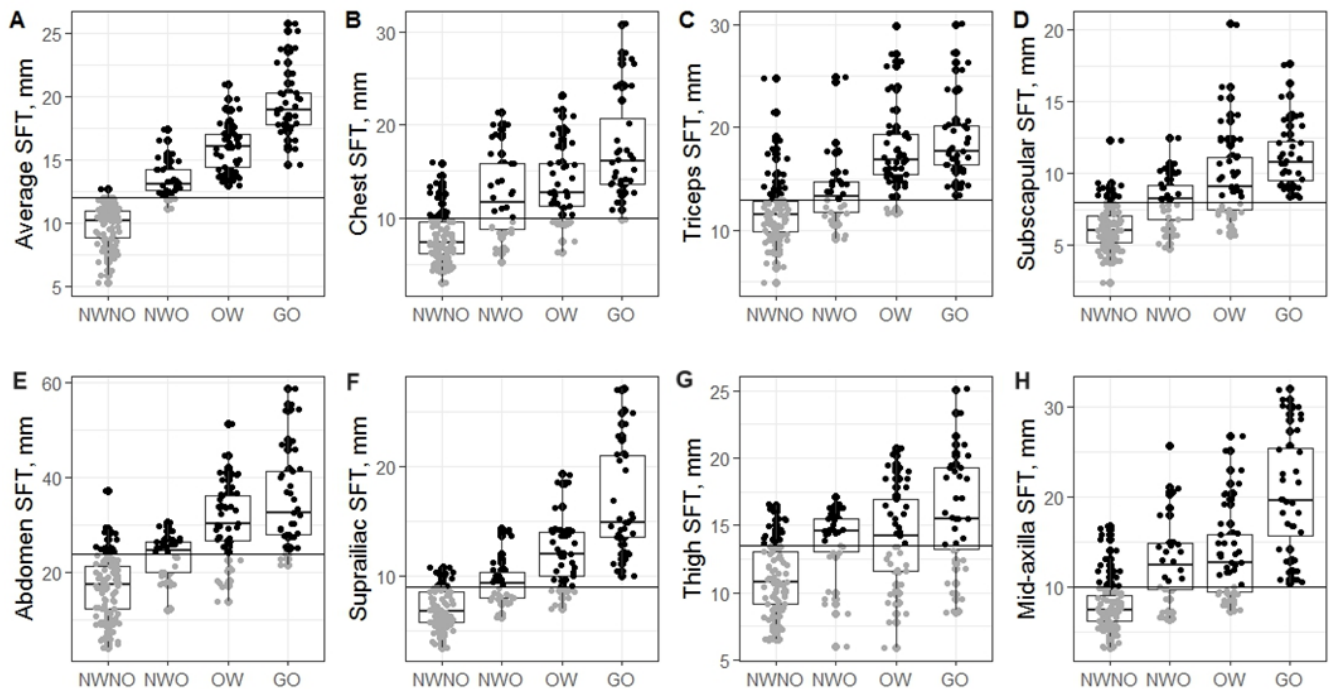 A
Average SFT, mm
25
20
15
10
5
NWNO NWO OW GO
B
Chest SFT, mm
30
20
10
NWNO NWO OW GO
C
Triceps SFT, mm
30
20
10
NWNO NWO OW GO
D
Subscapular SFT, mm
20
15
10
5
NWNO NWO OW GO
E
Abdomen SFT, mm
60
40
20
NWNO NWO OW GO
F
Suprailiac SFT, mm
20
10
NWNO NWO OW GO
G
Thigh SFT, mm
25
20
15
10
5
NWNO NWO OW GO
H
Mid-axilla SFT, mm
30
20
10
NWNO NWO OW GO